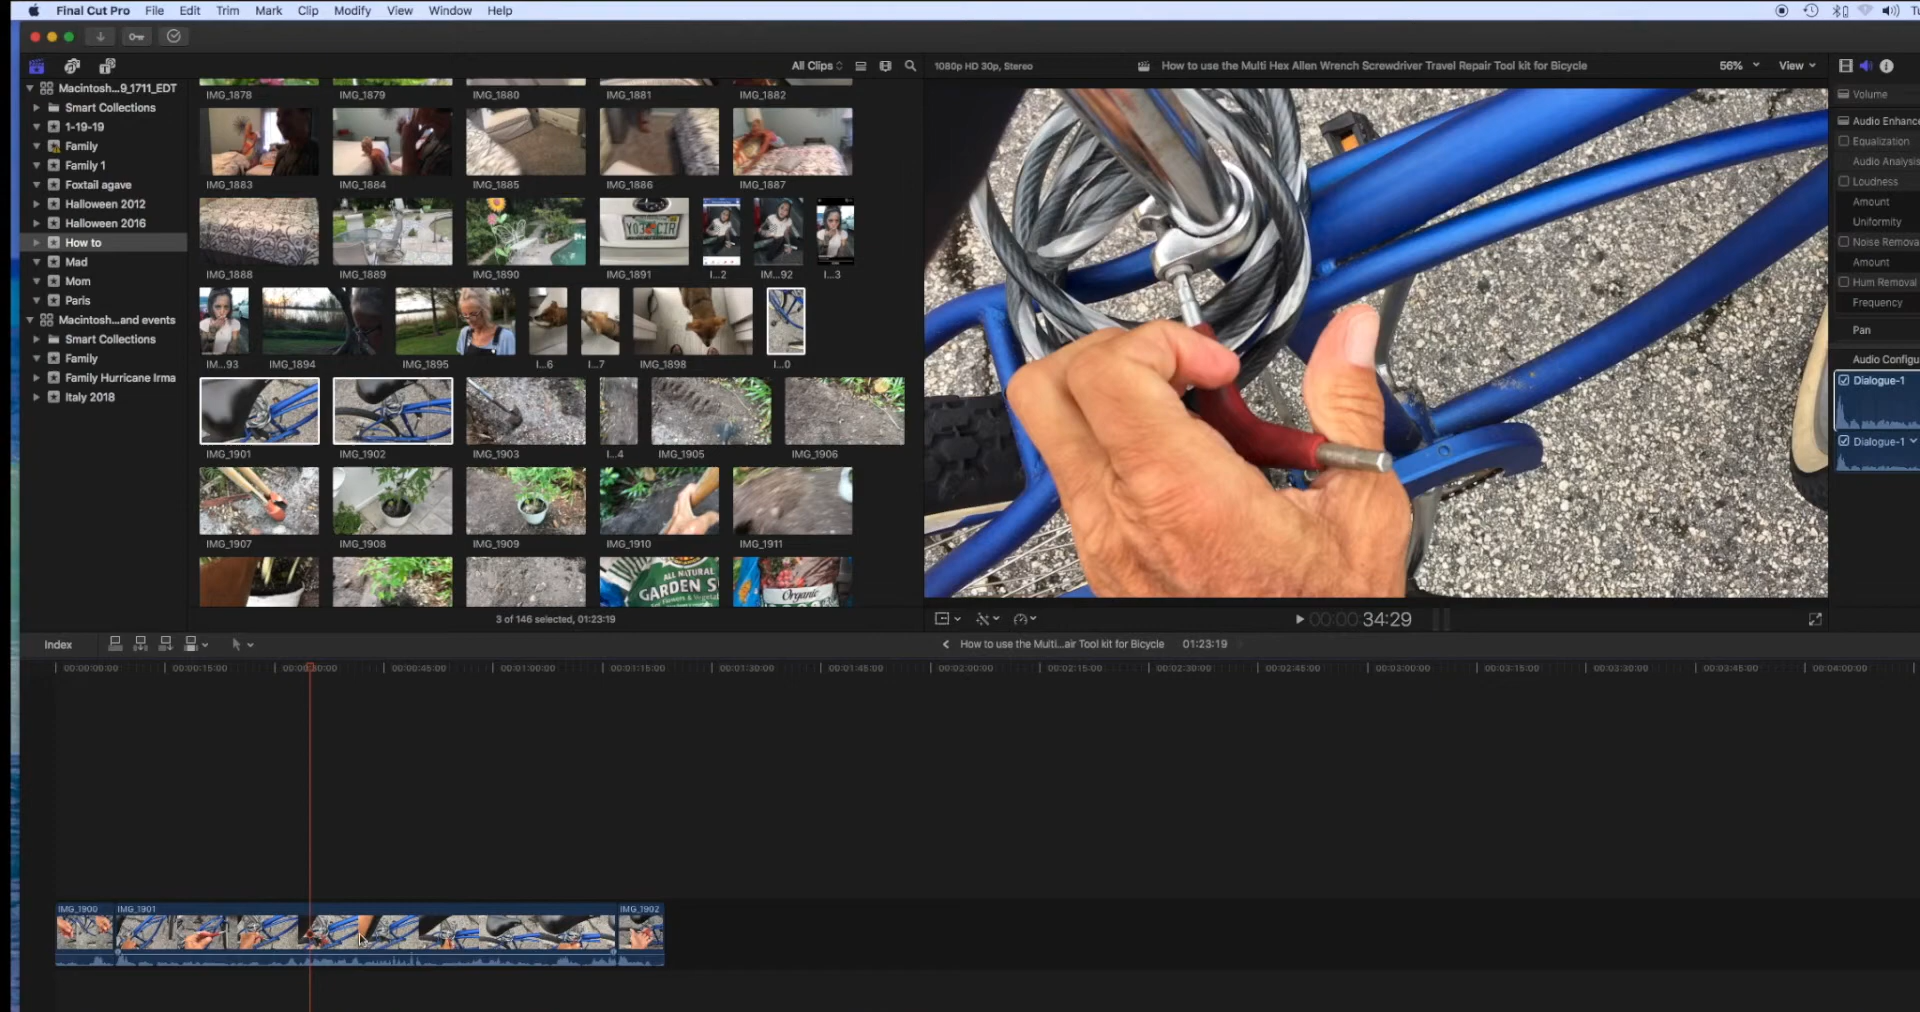 Final Cut Pro File Edit Trim Mark Clip Modify View Window Help
All Clips
1080p HD 30p, Stereo
How to use the Multi Hex Allen Wrench Screwdriver Travel Repair Tool kit for Bicycle
56%
View
Macintosh...9_1711_EDT
Smart Collections
1-19-19
Family
Family 1
Foxtail agave
Halloween 2012
Halloween 2016
How to
Mad
Mom
Paris
Macintosh...and events
Smart Collections
Family
Family Hurricane Irma
Italy 2018
IMG_1878 IMG_1879 IMG_1880 IMG_1881 IMG_1882
IMG_1883 IMG_1884 IMG_1885 IMG_1886 IMG_1887
Y03 CIR
IMG_1888 IMG_1889 IMG_1890 IMG_1891 I...2 IM...92 I...3
IM...93 IMG_1894 IMG_1895 I...6 I...7 IMG_1898 I...0
IMG_1901 IMG_1902 IMG_1903 I...4 IMG_1905 IMG_1906
IMG_1907 IMG_1908 IMG_1909 IMG_1910 IMG_1911
ALL NATURAL
GARDEN S
Organic
3 of 146 selected, 01:23:19
00:00:34:29
Volume
Audio Enhance
Equalization
Audio Analysis
Loudness
Amount
Uniformity
Noise Remova
Amount
Hum Removal
Frequency
Pan
Audio Configu
Dialogue-1
Dialogue-1
Index
How to use the Multi...air Tool kit for Bicycle 01:23:19
00:00:00:00 00:00:15:00 00:00:30:00 00:00:45:00 00:01:00:00 00:01:15:00 00:01:30:00 00:01:45:00 00:02:00:00 00:02:15:00 00:02:30:00 00:02:45:00 00:03:00:00 00:03:15:00 00:03:30:00 00:03:45:00 00:04:00:00
IMG_1900 IMG_1901 IMG_1902